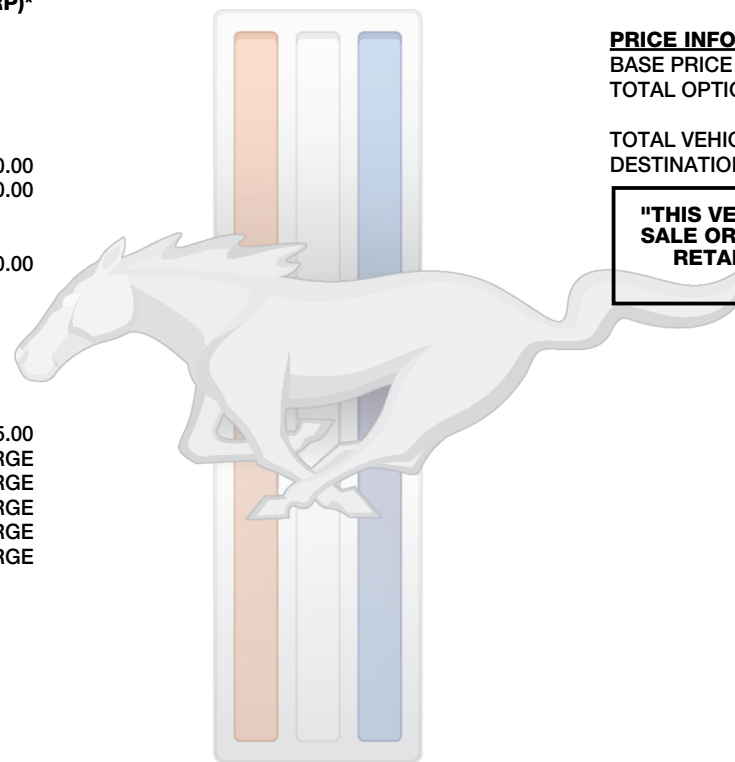 RP)*
0.00
0.00
0.00
5.00
RGE
RGE
RGE
RGE
RGE
PRICE INFO
BASE PRICE
TOTAL OPTIO
TOTAL VEHIC
DESTINATION
"THIS VE
SALE OR
RETAI